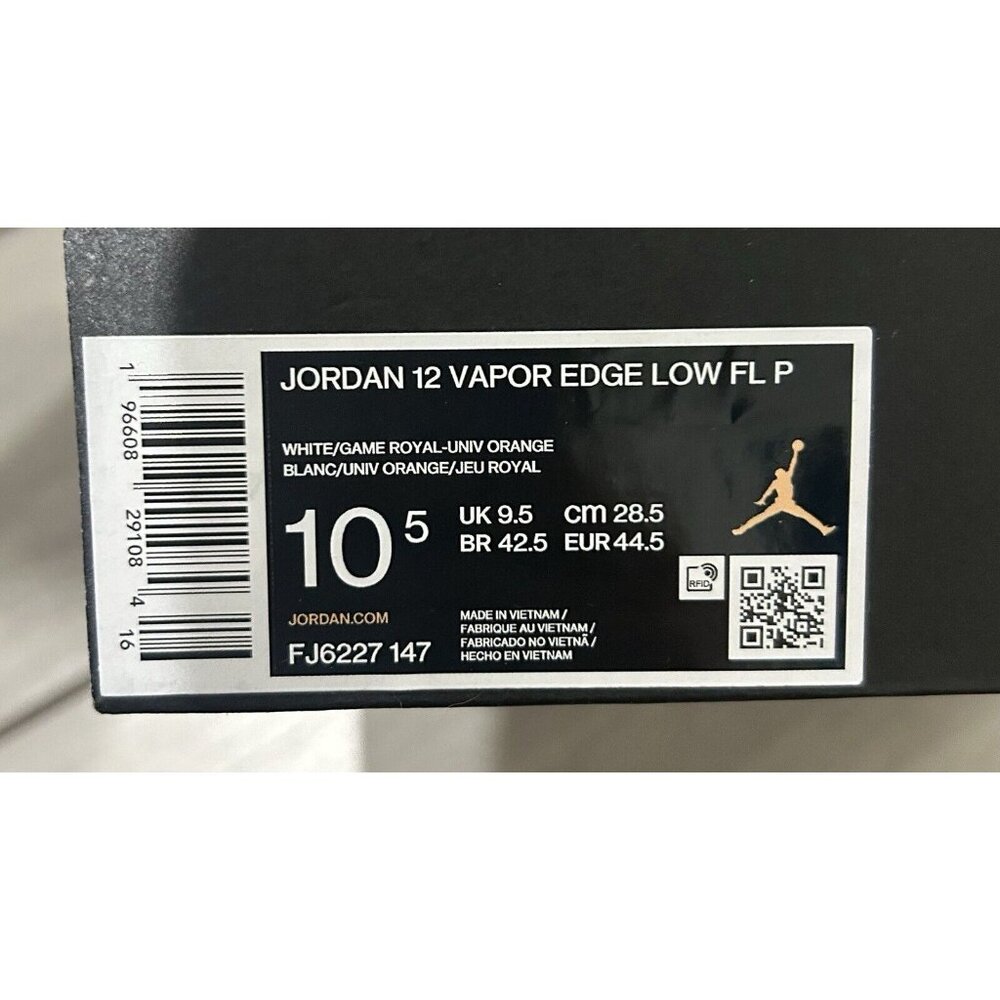 JORDAN 12 VAPOR EDGE LOW FL P
WHITE/GAME ROYAL-UNIV ORANGE
BLANC/UNIV ORANGE/JEU ROYAL
10 5
UK 9.5 cm 28.5
BR 42.5 EUR 44.5
RFID
JORDAN.COM
FJ6227 147
MADE IN VIETNAM /
FABRIQUE AU VIETNAM /
FABRICADO NO VIETNÃ /
HECHO EN VIETNAM
1 96608 29108 4 16